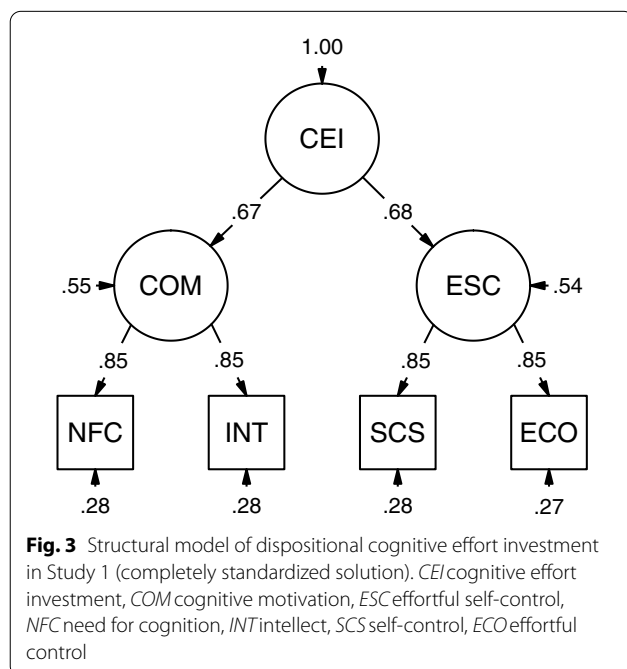 1.00
CEI
.67 .68
.55 COM ESC .54
.85 .85 .85 .85
NFC INT SCS ECO
.28 .28 .28 .27
Fig. 3 Structural model of dispositional cognitive effort investment
in Study 1 (completely standardized solution). CEI cognitive effort
investment, COM cognitive motivation, ESC effortful self-control,
NFC need for cognition, INT intellect, SCS self-control, ECO effortful
control